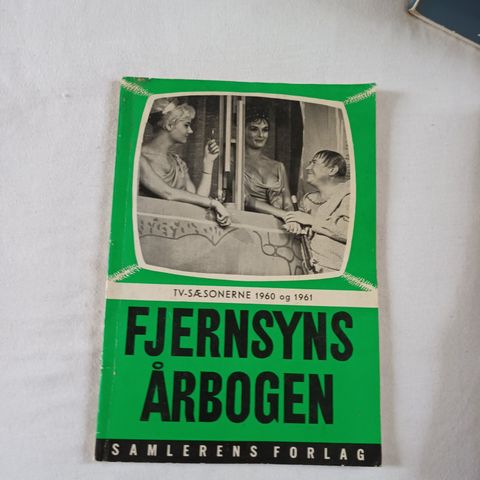 TV-SÆSONERNE 1960 og 1961
FJERNSYNS
ÅRBOGEN
SAMLERENS FORLAG